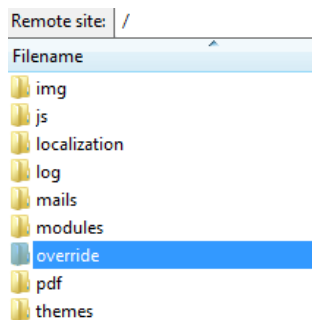 Remote site: /
Filename
img
js
localization
log
mails
modules
override
pdf
themes